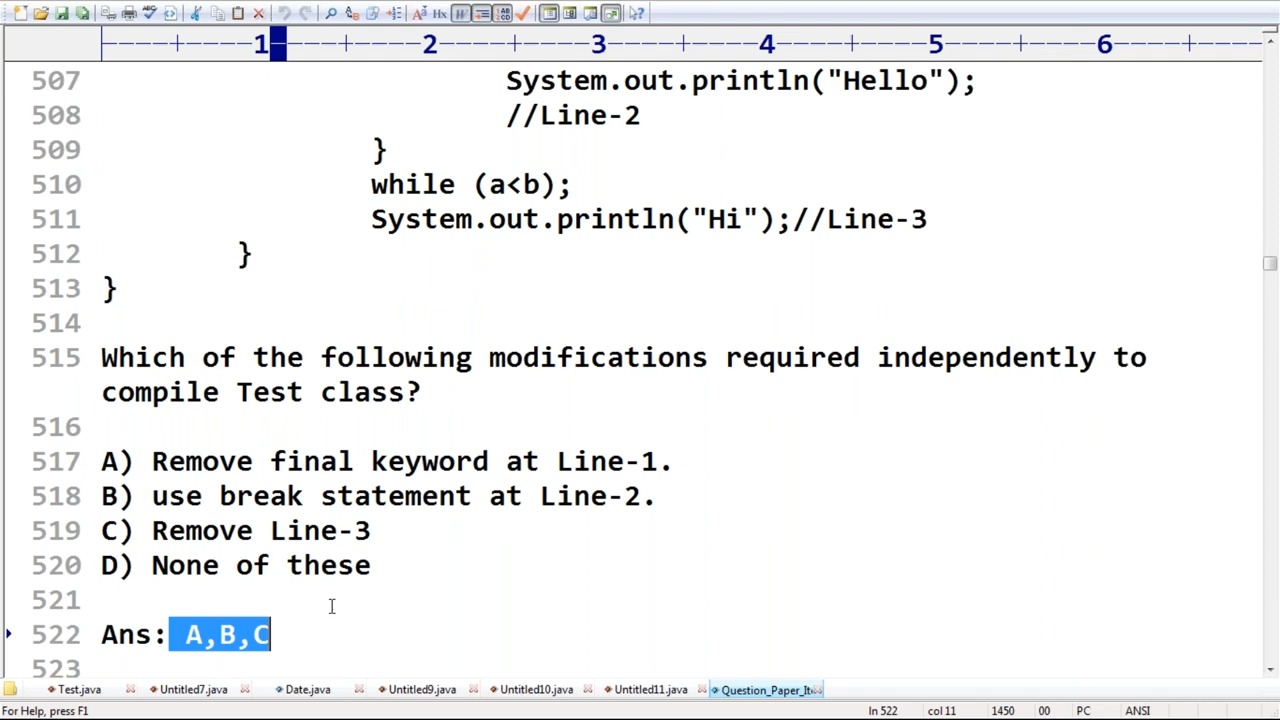 1 2 3 4 5 6
507 System.out.println("Hello");
508 //Line-2
509 }
510 while (a<b);
511 System.out.println("Hi");//Line-3
512 }
513 }
514
515 Which of the following modifications required independently to
compile Test class?
516
517 A) Remove final keyword at Line-1.
518 B) use break statement at Line-2.
519 C) Remove Line-3
520 D) None of these
521
522 Ans: A,B,C
523
Test.java Untitled7.java Date.java Untitled9.java Untitled10.java Untitled11.java Question_Paper_Ite
For Help, press F1 ln 522 col 11 1450 00 PC ANSI